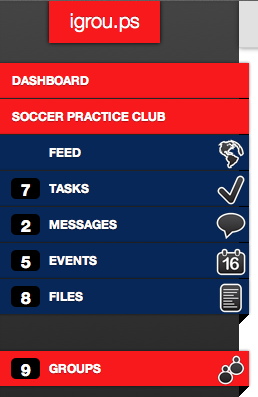 igrou.ps
DASHBOARD
SOCCER PRACTICE CLUB
FEED
7 TASKS
2 MESSAGES
5 EVENTS 16
8 FILES
9 GROUPS